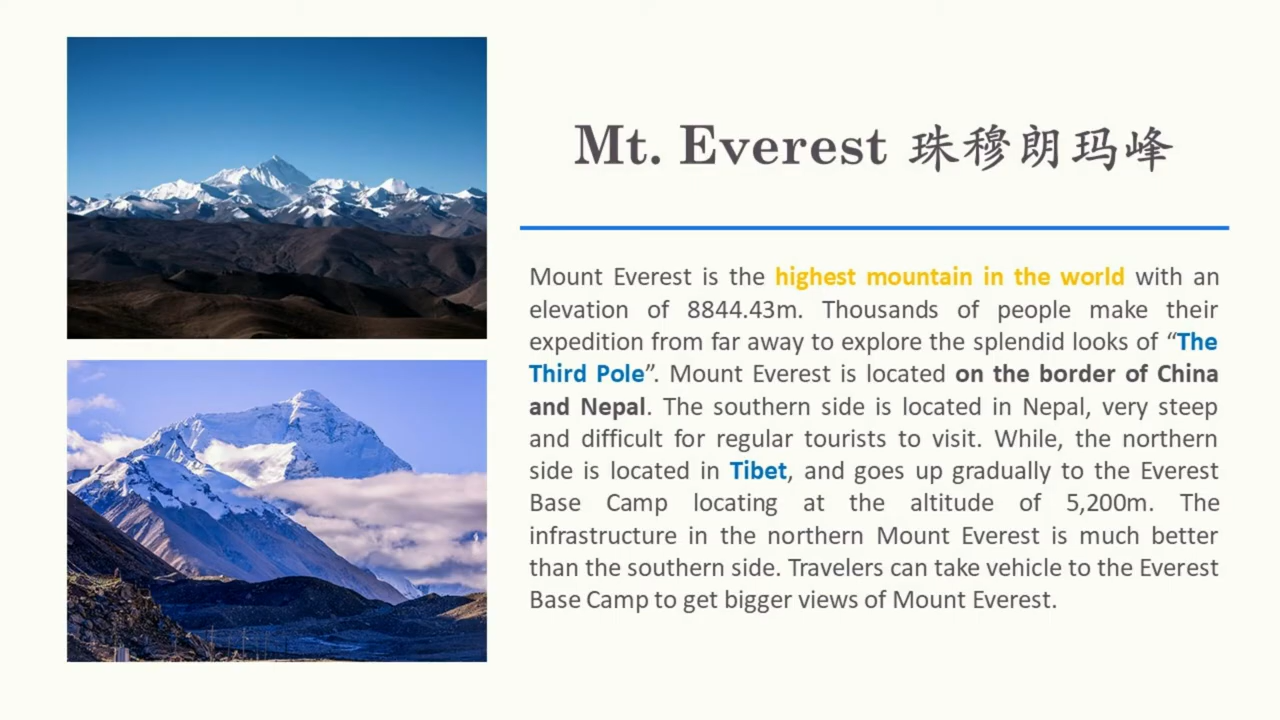 Mt. Everest 珠穆朗玛峰
Mount Everest is the highest mountain in the world with an
elevation of 8844.43m. Thousands of people make their
expedition from far away to explore the splendid looks of “The
Third Pole”. Mount Everest is located on the border of China
and Nepal. The southern side is located in Nepal, very steep
and difficult for regular tourists to visit. While, the northern
side is located in Tibet, and goes up gradually to the Everest
Base Camp locating at the altitude of 5,200m. The
infrastructure in the northern Mount Everest is much better
than the southern side. Travelers can take vehicle to the Everest
Base Camp to get bigger views of Mount Everest.